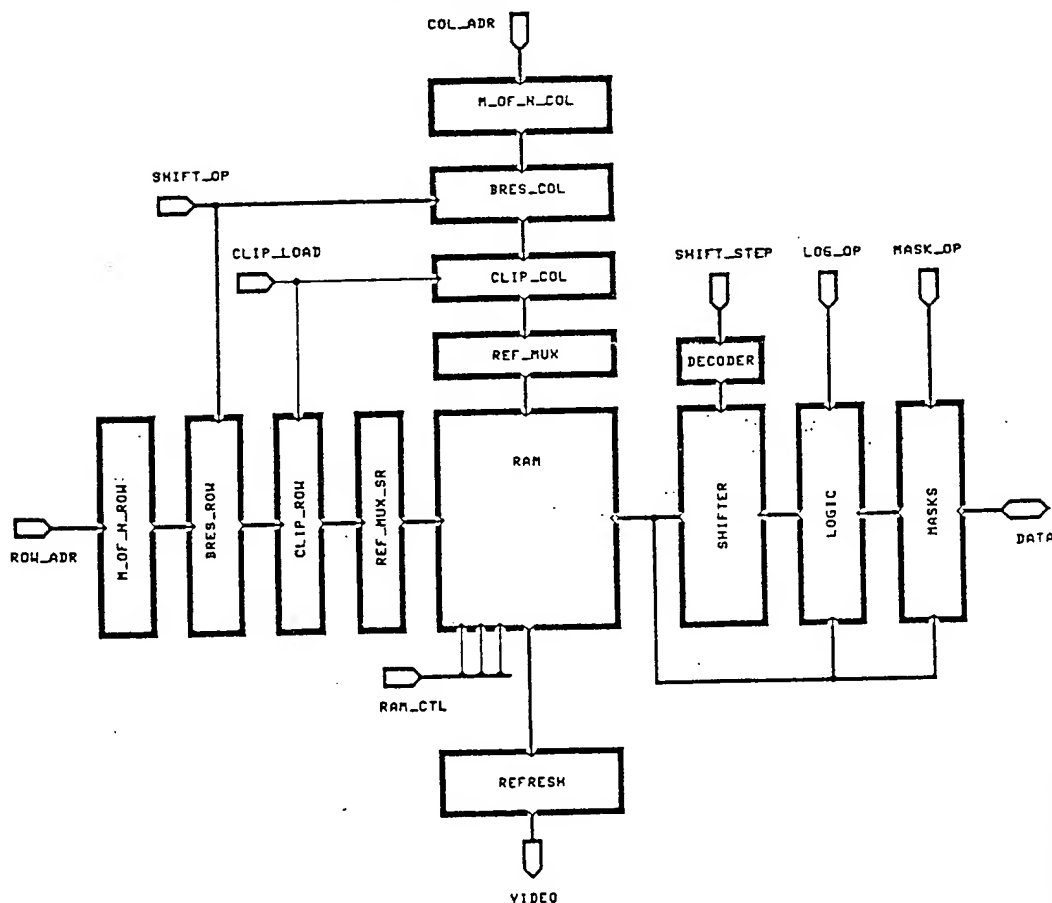 COL_ADR
M_OF_N_COL
SHIFT_OP
BRES_COL
CLIP_LOAD
CLIP_COL
SHIFT_STEP
LOG_OP
MASK_OP
REF_MUX
DECODER
RAM
ROW_ADR
M_OF_N_ROW
BRES_ROW
CLIP_ROW
REF_MUX_SR
SHIFTER
LOGIC
MASKS
DATA
RAM_CTL
REFRESH
VIDEO